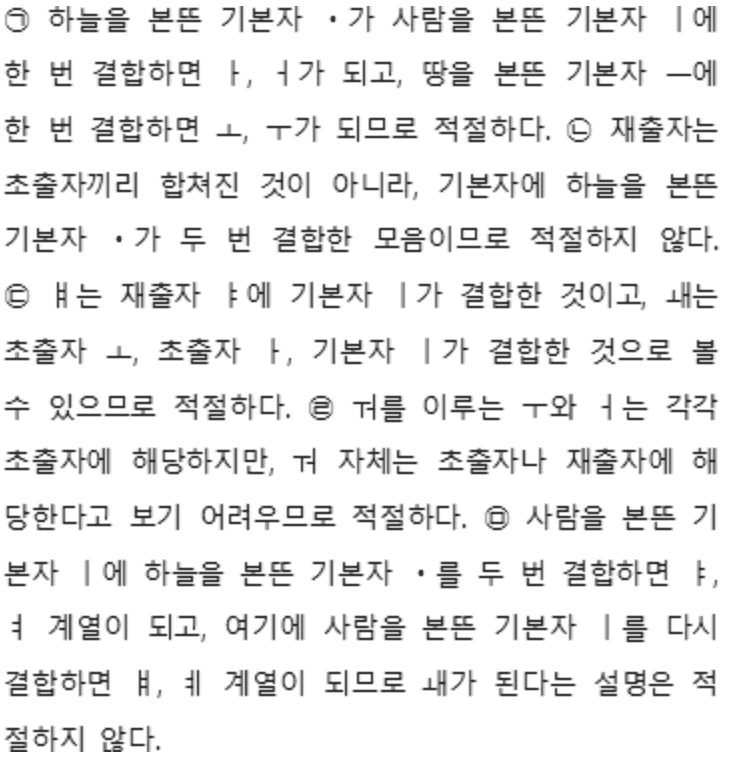 ㉠ 하늘을 본뜬 기본자 ㆍ가 사람을 본뜬 기본자 ㅣ에
한 번 결합하면 ㅏ, ㅓ가 되고, 땅을 본뜬 기본자 ㅡ에
한 번 결합하면 ㅗ, ㅜ가 되므로 적절하다. ㉡ 재출자는
초출자끼리 합쳐진 것이 아니라, 기본자에 하늘을 본뜬
기본자 ㆍ가 두 번 결합한 모음이므로 적절하지 않다.
㉢ ㅒ는 재출자 ㅑ에 기본자 ㅣ가 결합한 것이고, ㅙ는
초출자 ㅗ, 초출자 ㅏ, 기본자 ㅣ가 결합한 것으로 볼
수 있으므로 적절하다. ㉣ ㅝ를 이루는 ㅜ와 ㅓ는 각각
초출자에 해당하지만, ㅝ 자체는 초출자나 재출자에 해
당한다고 보기 어려우므로 적절하다. ㉤ 사람을 본뜬 기
본자 ㅣ에 하늘을 본뜬 기본자 ㆍ를 두 번 결합하면 ㅑ,
ㅕ 계열이 되고, 여기에 사람을 본뜬 기본자 ㅣ를 다시
결합하면 ㅒ, ㅖ 계열이 되므로 ㅙ가 된다는 설명은 적
절하지 않다.